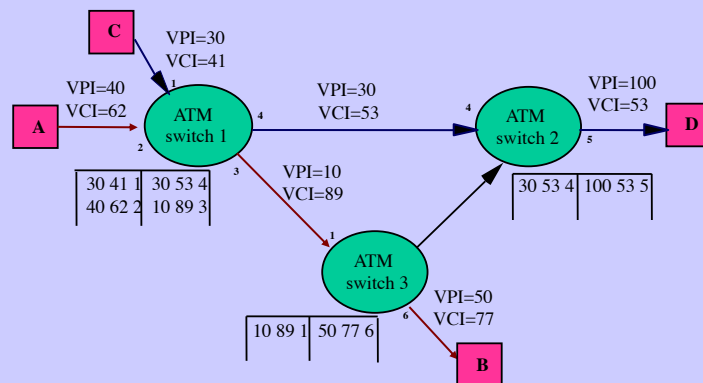 C
VPI=30
VCI=41
1
VPI=40
VCI=62
A
2
ATM
switch 1
4
3
VPI=30
VCI=53
4
ATM
switch 2
5
VPI=100
VCI=53
D
30 41 1 30 53 4
40 62 2 10 89 3
VPI=10
VCI=89
30 53 4 100 53 5
1
ATM
switch 3
6
VPI=50
VCI=77
10 89 1 50 77 6
B